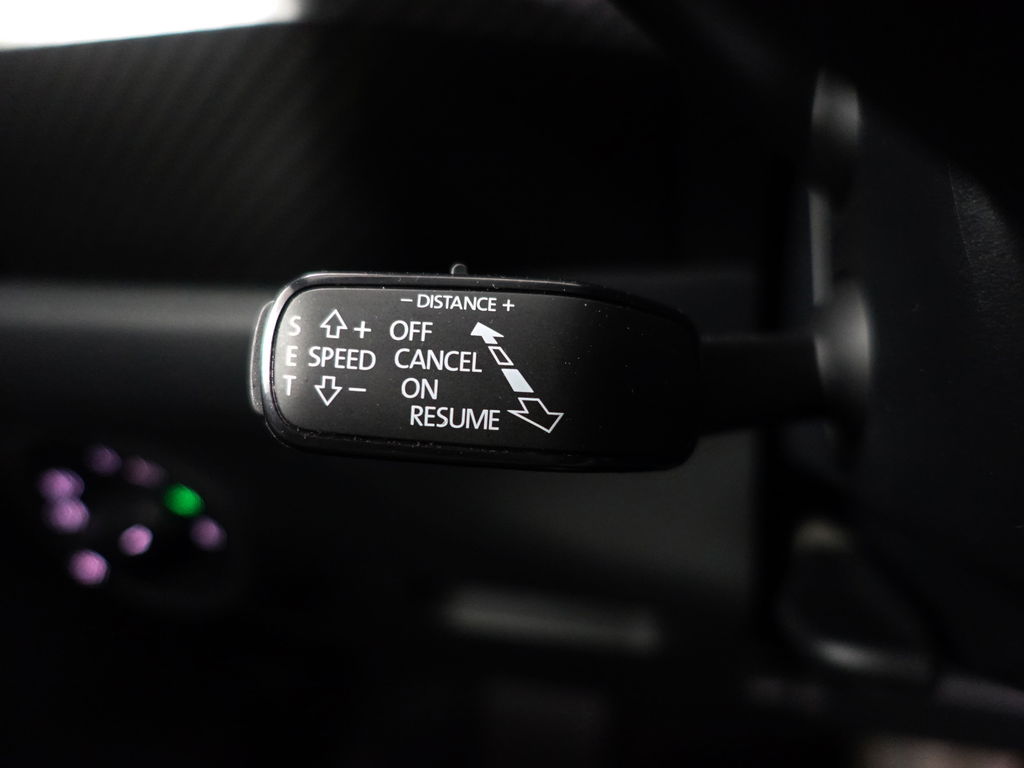 – DISTANCE +
S + OFF
E SPEED CANCEL
T – ON
RESUME